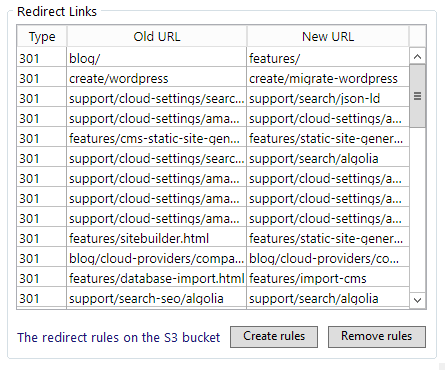 Redirect Links
Type Old URL New URL
301 blog/ features/
301 create/wordpress create/migrate-wordpress
301 support/cloud-settings/searc... support/search/json-ld
301 support/cloud-settings/ama... support/cloud-settings/a...
301 features/cms-static-site-gen... features/static-site-gener...
301 support/cloud-settings/searc... support/search/algolia
301 support/cloud-settings/ama... support/cloud-settings/a...
301 support/cloud-settings/ama... support/cloud-settings/a...
301 support/cloud-settings/ama... support/cloud-settings/a...
301 features/sitebuilder.html features/static-site-gener...
301 blog/cloud-providers/compa... blog/cloud-providers/co...
301 features/database-import.html features/import-cms
301 support/search-seo/algolia support/search/algolia
The redirect rules on the S3 bucket Create rules Remove rules